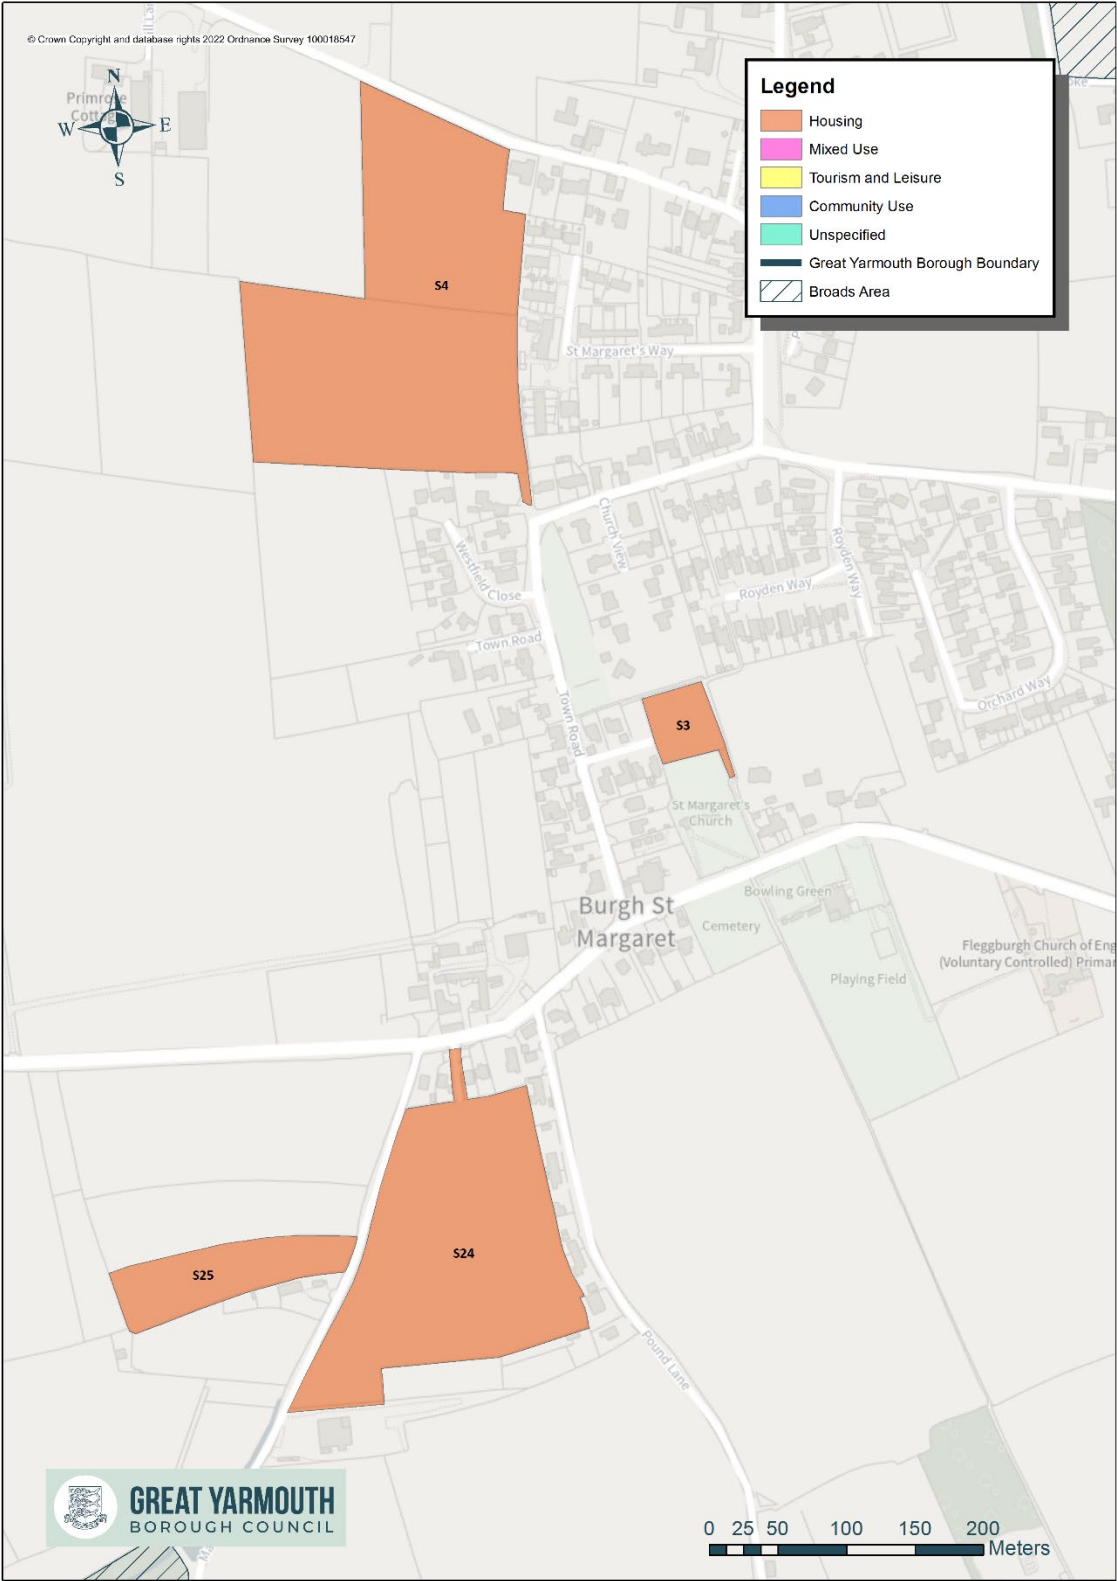 © Crown Copyright and database rights 2022 Ordnance Survey 100018547
N
W
E
S
Legend
Housing
Mixed Use
Tourism and Leisure
Community Use
Unspecified
Great Yarmouth Borough Boundary
Broads Area
S4
St Margaret's Way
Church View
Westfield Close
Royden Way
Royden Way
Town Road
Town Road
Orchard Way
S3
St Margaret's
Church
Burgh St
Margaret
Bowling Green
Cemetery
Playing Field
Fleggburgh Church of Eng
(Voluntary Controlled) Primar
S24
S25
Pound Lane
GREAT YARMOUTH
BOROUGH COUNCIL
0 25 50 100 150 200
Meters